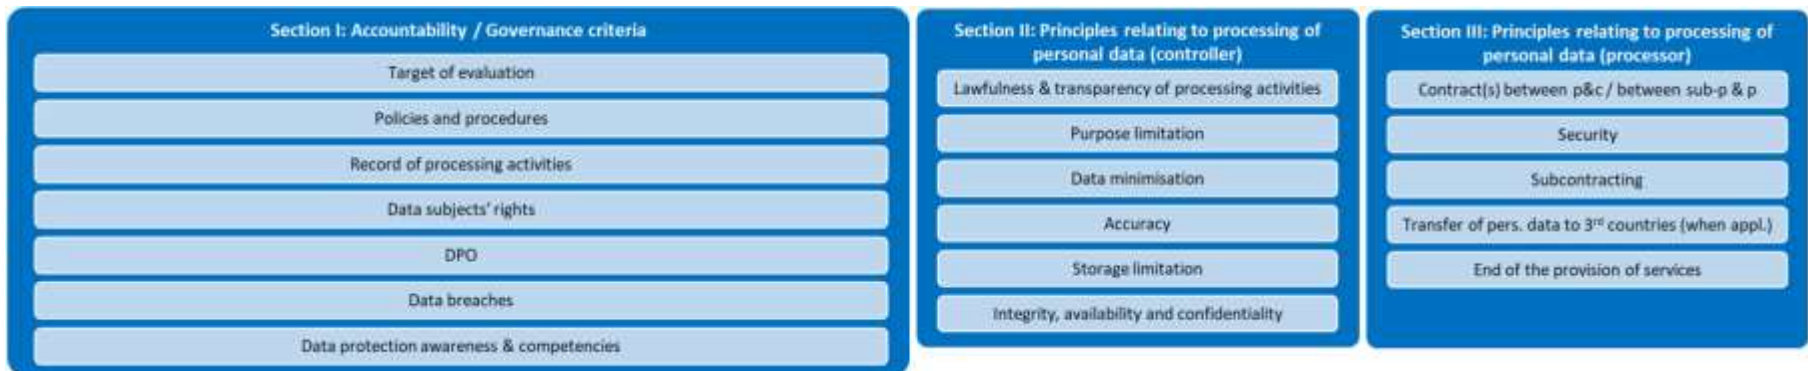 Section I: Accountability / Governance criteria
Target of evaluation
Policies and procedures
Record of processing activities
Data subjects' rights
DPO
Data breaches
Data protection awareness & competencies
Section II: Principles relating to processing of
personal data (controller)
Lawfulness & transparency of processing activities
Purpose limitation
Data minimisation
Accuracy
Storage limitation
Integrity, availability and confidentiality
Section III: Principles relating to processing of
personal data (processor)
Contract(s) between p&c / between sub-p & p
Security
Subcontracting
Transfer of pers. data to 3rd countries (when appl.)
End of the provision of services